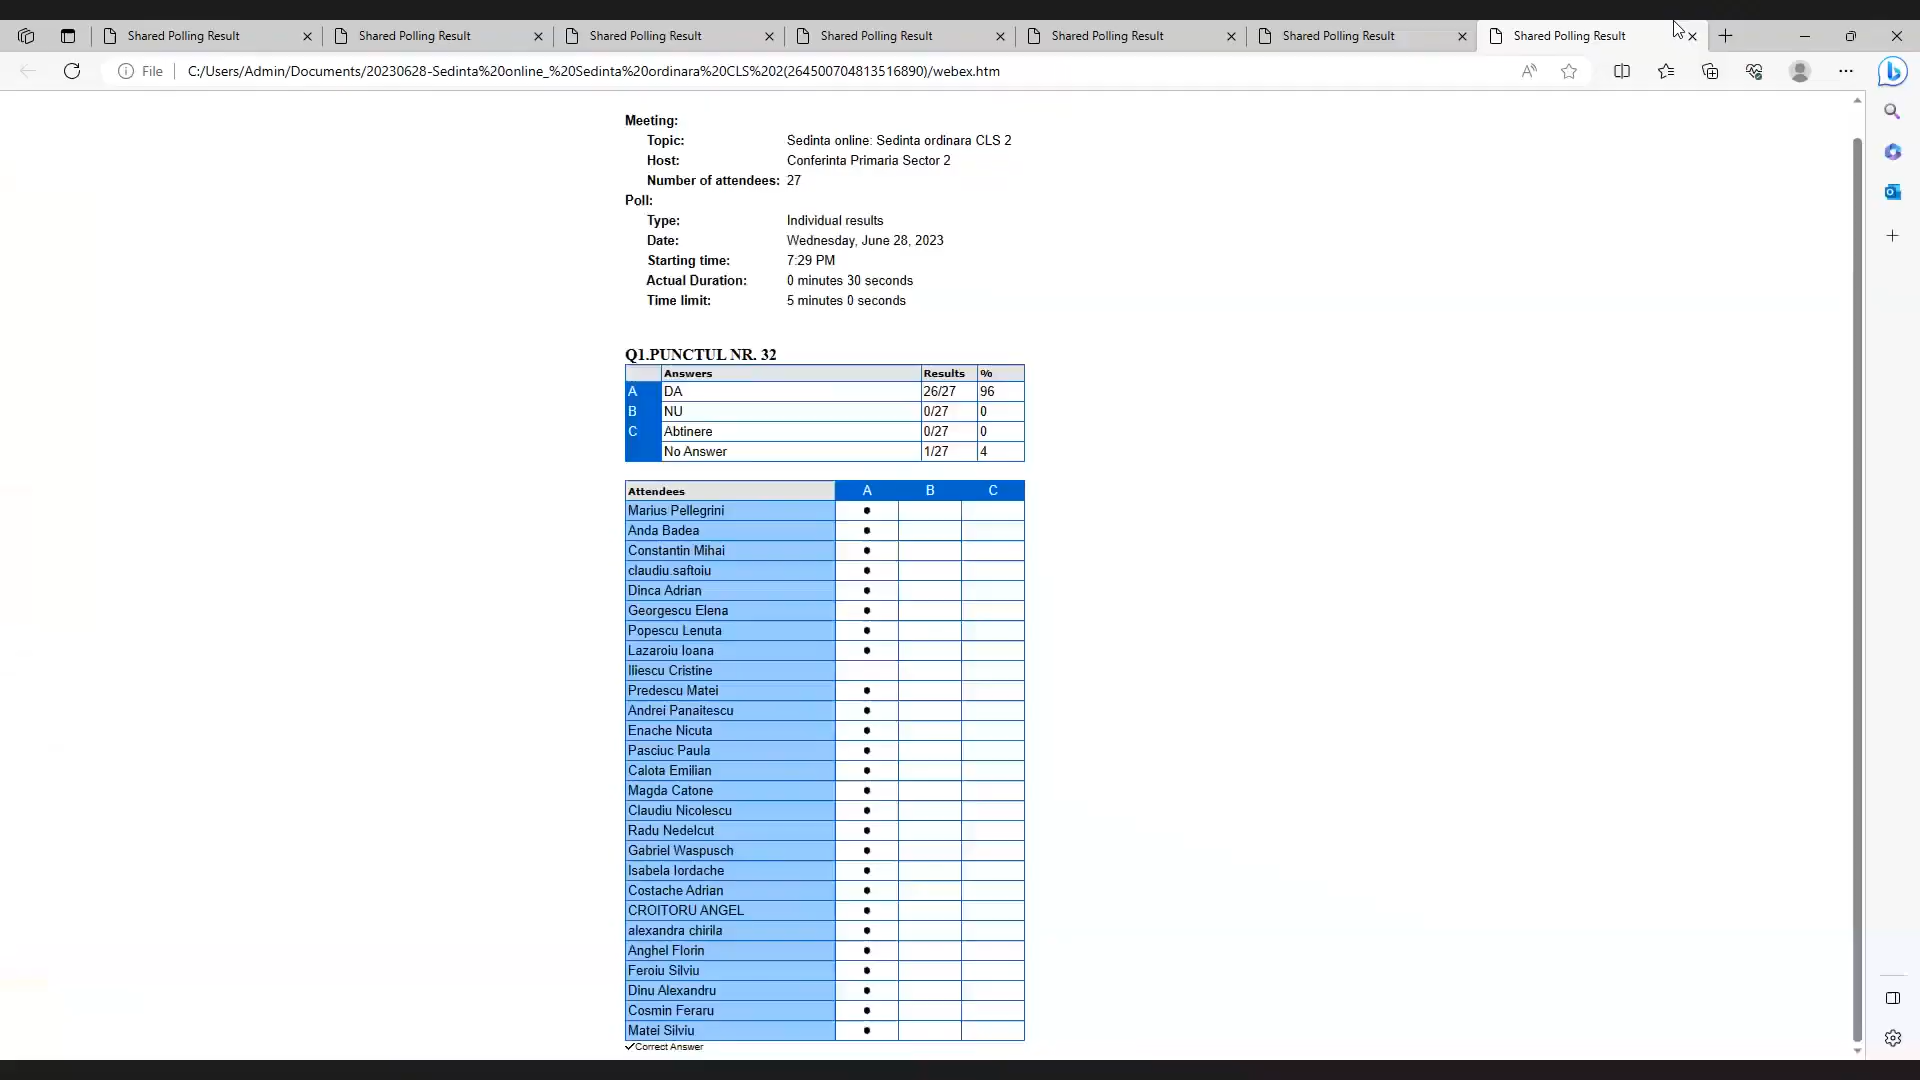 Shared Polling Result Shared Polling Result Shared Polling Result Shared Polling Result Shared Polling Result Shared Polling Result Shared Polling Result
File C:/Users/Admin/Documents/20230628-Sedinta%20online_%20Sedinta%20ordinara%20CLS%202(264500704813516890)/webex.htm
Meeting:
Topic: Sedinta online: Sedinta ordinara CLS 2
Host: Conferinta Primaria Sector 2
Number of attendees: 27
Poll:
Type: Individual results
Date: Wednesday, June 28, 2023
Starting time: 7:29 PM
Actual Duration: 0 minutes 30 seconds
Time limit: 5 minutes 0 seconds
Q1.PUNCTUL NR. 32
Answers Results %
A DA 26/27 96
B NU 0/27 0
C Abtinere 0/27 0
No Answer 1/27 4
Attendees A B C
Marius Pellegrini
Anda Badea
Constantin Mihai
claudiu.saftoiu
Dinca Adrian
Georgescu Elena
Popescu Lenuta
Lazaroiu Ioana
Iliescu Cristine
Predescu Matei
Andrei Panaitescu
Enache Nicuta
Pasciuc Paula
Calota Emilian
Magda Catone
Claudiu Nicolescu
Radu Nedelcut
Gabriel Waspusch
Isabela Iordache
Costache Adrian
CROITORU ANGEL
alexandra chirila
Anghel Florin
Feroiu Silviu
Dinu Alexandru
Cosmin Feraru
Matei Silviu
✓Correct Answer